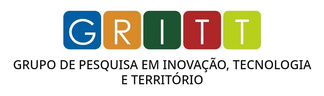 GRITT
GRUPO DE PESQUISA EM INOVAÇÃO, TECNOLOGIA
E TERRITÓRIO